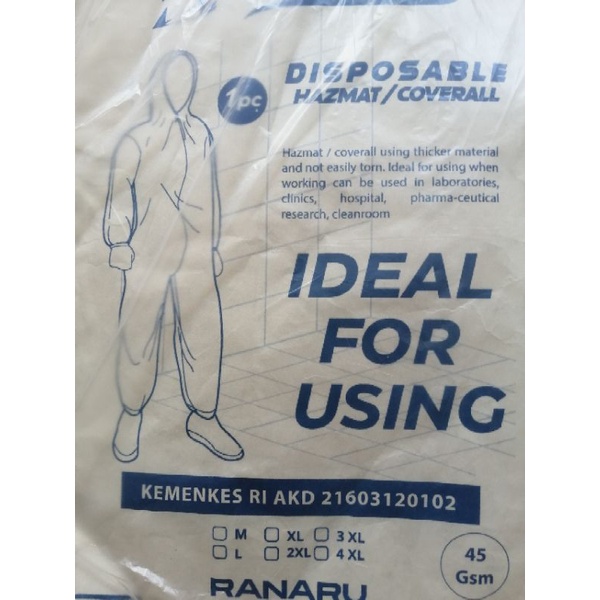 DISPOSABLE
HAZMAT/COVERALL
1pc
Hazmat / coverall using thicker material
and not easily torn. Ideal for using when
working can be used in laboratories,
clinics, hospital, pharma-ceutical
research, cleanroom
IDEAL
FOR
USING
KEMENKES RI AKD 21603120102
M XL 3 XL
L 2XL 4 XL
45
Gsm
RANARU